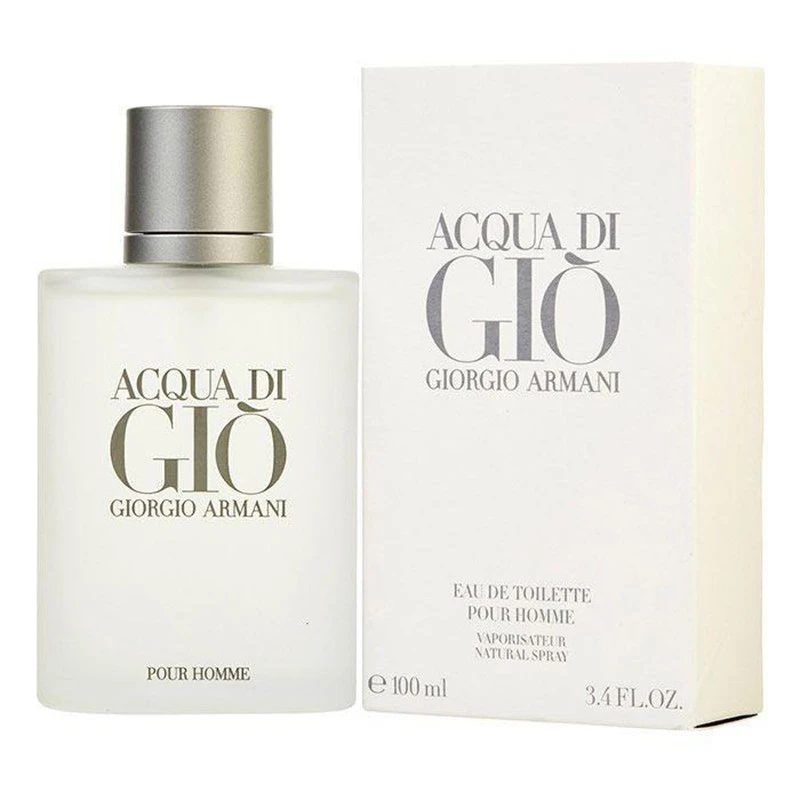 ACQUA DI
GIÒ
GIORGIO ARMANI
POUR HOMME
ACQUA DI
GIÒ
GIORGIO ARMANI
EAU DE TOILETTE
POUR HOMME
VAPORISATEUR
NATURAL SPRAY
℮ 100 ml
3.4 FL.OZ.